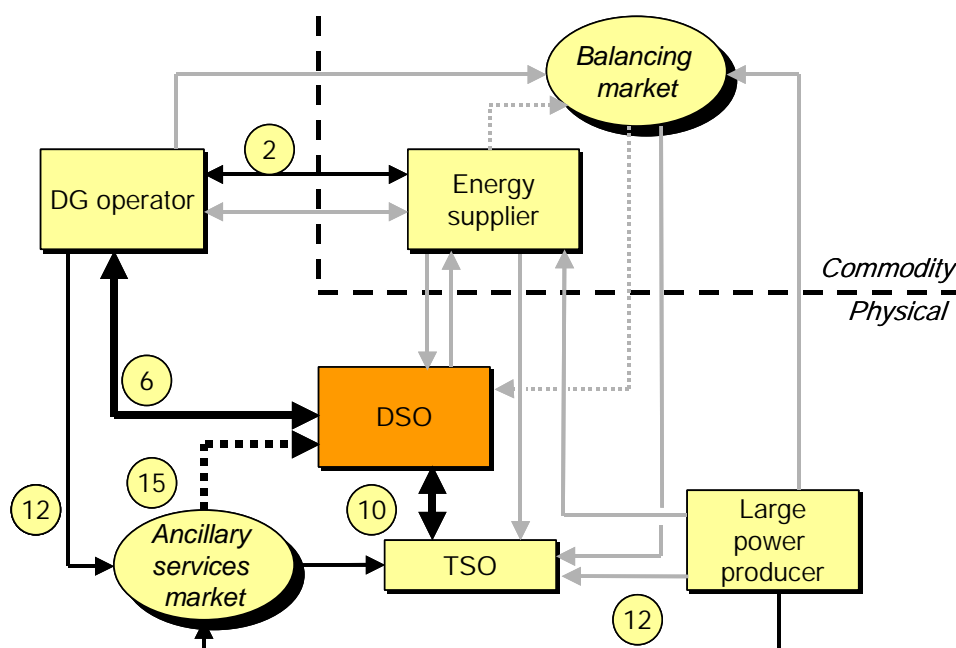 Balancing
market
2
DG operator
Energy
supplier
Commodity
Physical
6
DSO
15
12
10
Ancillary
services
market
TSO
Large
power
producer
12